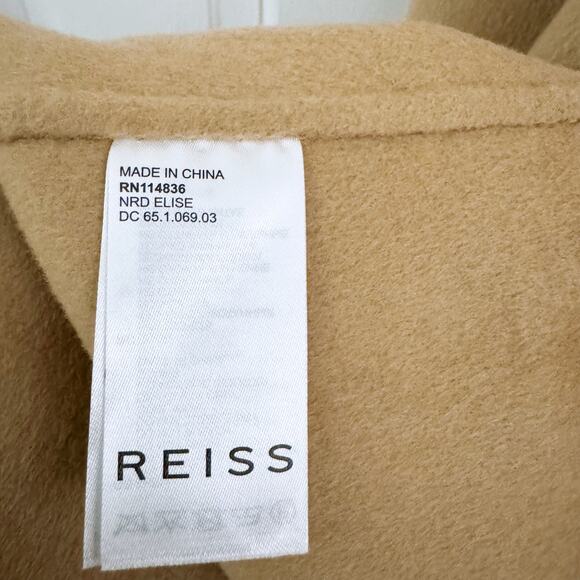 MADE IN CHINA
RN114836
NRD ELISE
DC 65.1.069.03
REISS